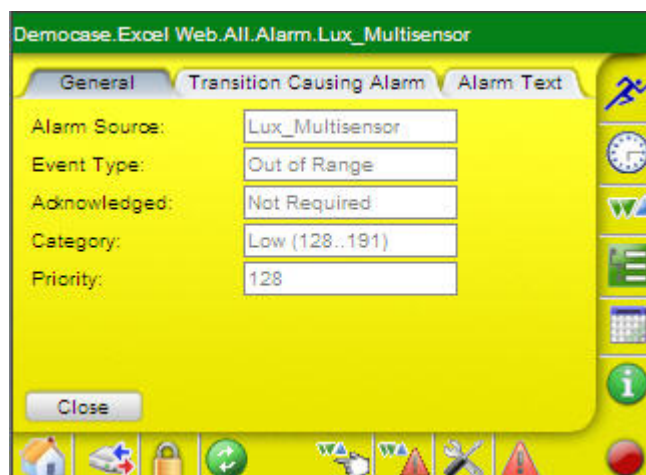 Democase.Excel Web.All.Alarm.Lux_Multisensor
General Transition Causing Alarm Alarm Text
Alarm Source: Lux_Multisensor
Event Type: Out of Range
Acknowledged: Not Required
Category: Low (128..191)
Priority: 128
Close